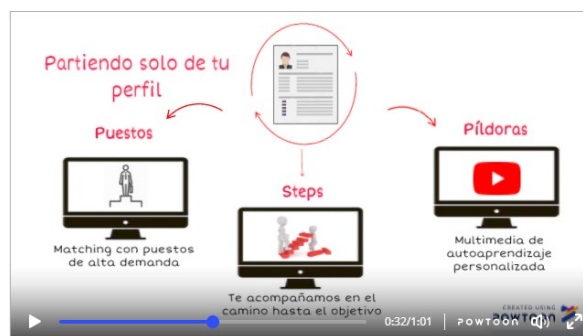 Partiendo solo de tu
perfil
Puestos
Píldoras
Steps
Matching con puestos
de alta demanda
Multimedia de
autoaprendizaje
personalizada
Te acompañamos en el
camino hasta el objetivo
CREATED USING
POWTOON
0:32/1:01
POWTOON